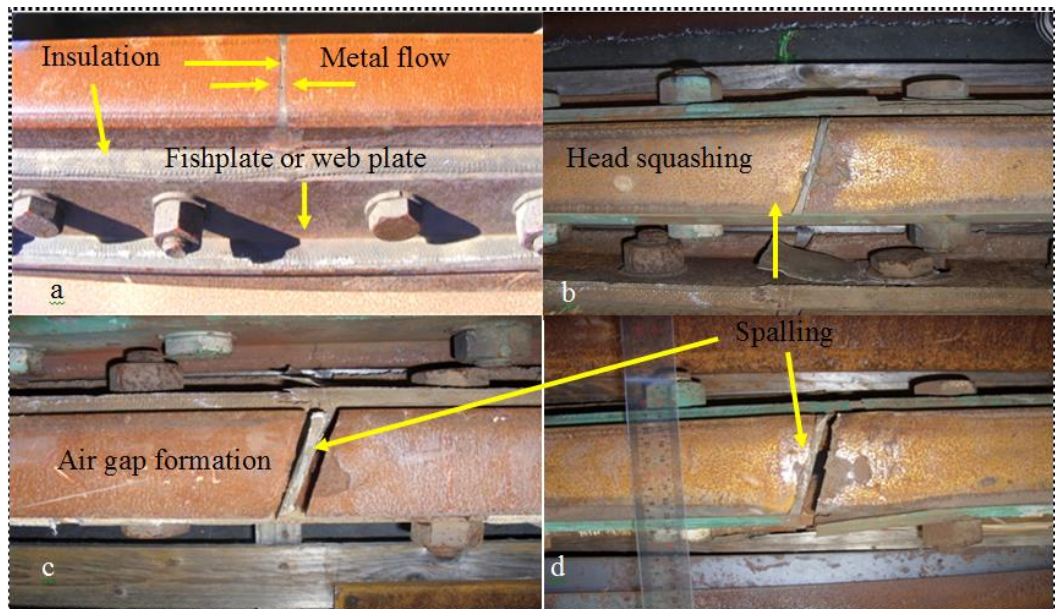 Insulation
Metal flow
Fishplate or web plate
a
Head squashing
b
Spalling
Air gap formation
c
d